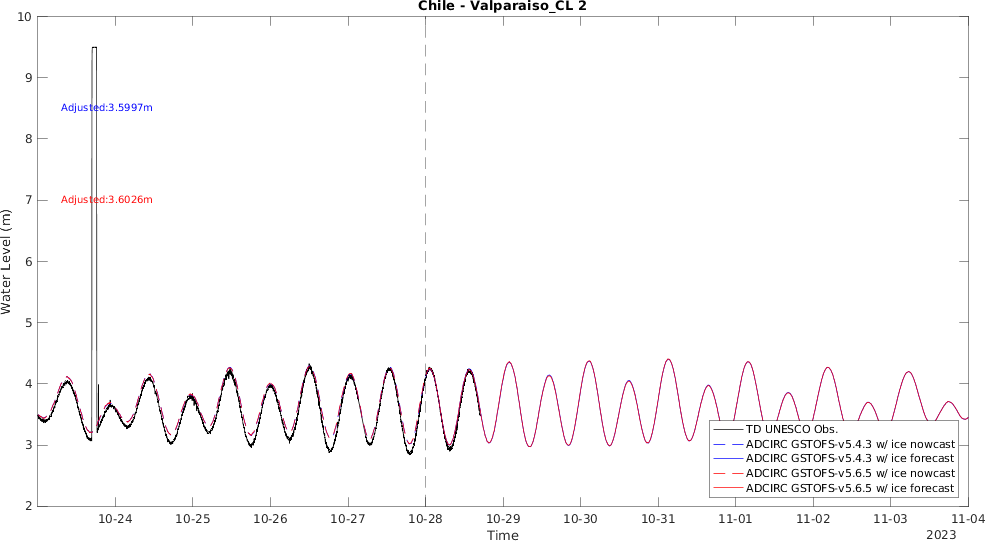 Chile - Valparaiso_CL 2
10
9
8
7
6
5
4
3
2
Water Level (m)
Adjusted:3.5997m
Adjusted:3.6026m
TD UNESCO Obs.
ADCIRC GSTOFS-v5.4.3 w/ ice nowcast
ADCIRC GSTOFS-v5.4.3 w/ ice forecast
ADCIRC GSTOFS-v5.6.5 w/ ice nowcast
ADCIRC GSTOFS-v5.6.5 w/ ice forecast
10-24 10-25 10-26 10-27 10-28 10-29 10-30 10-31 11-01 11-02 11-03 11-04
Time
2023